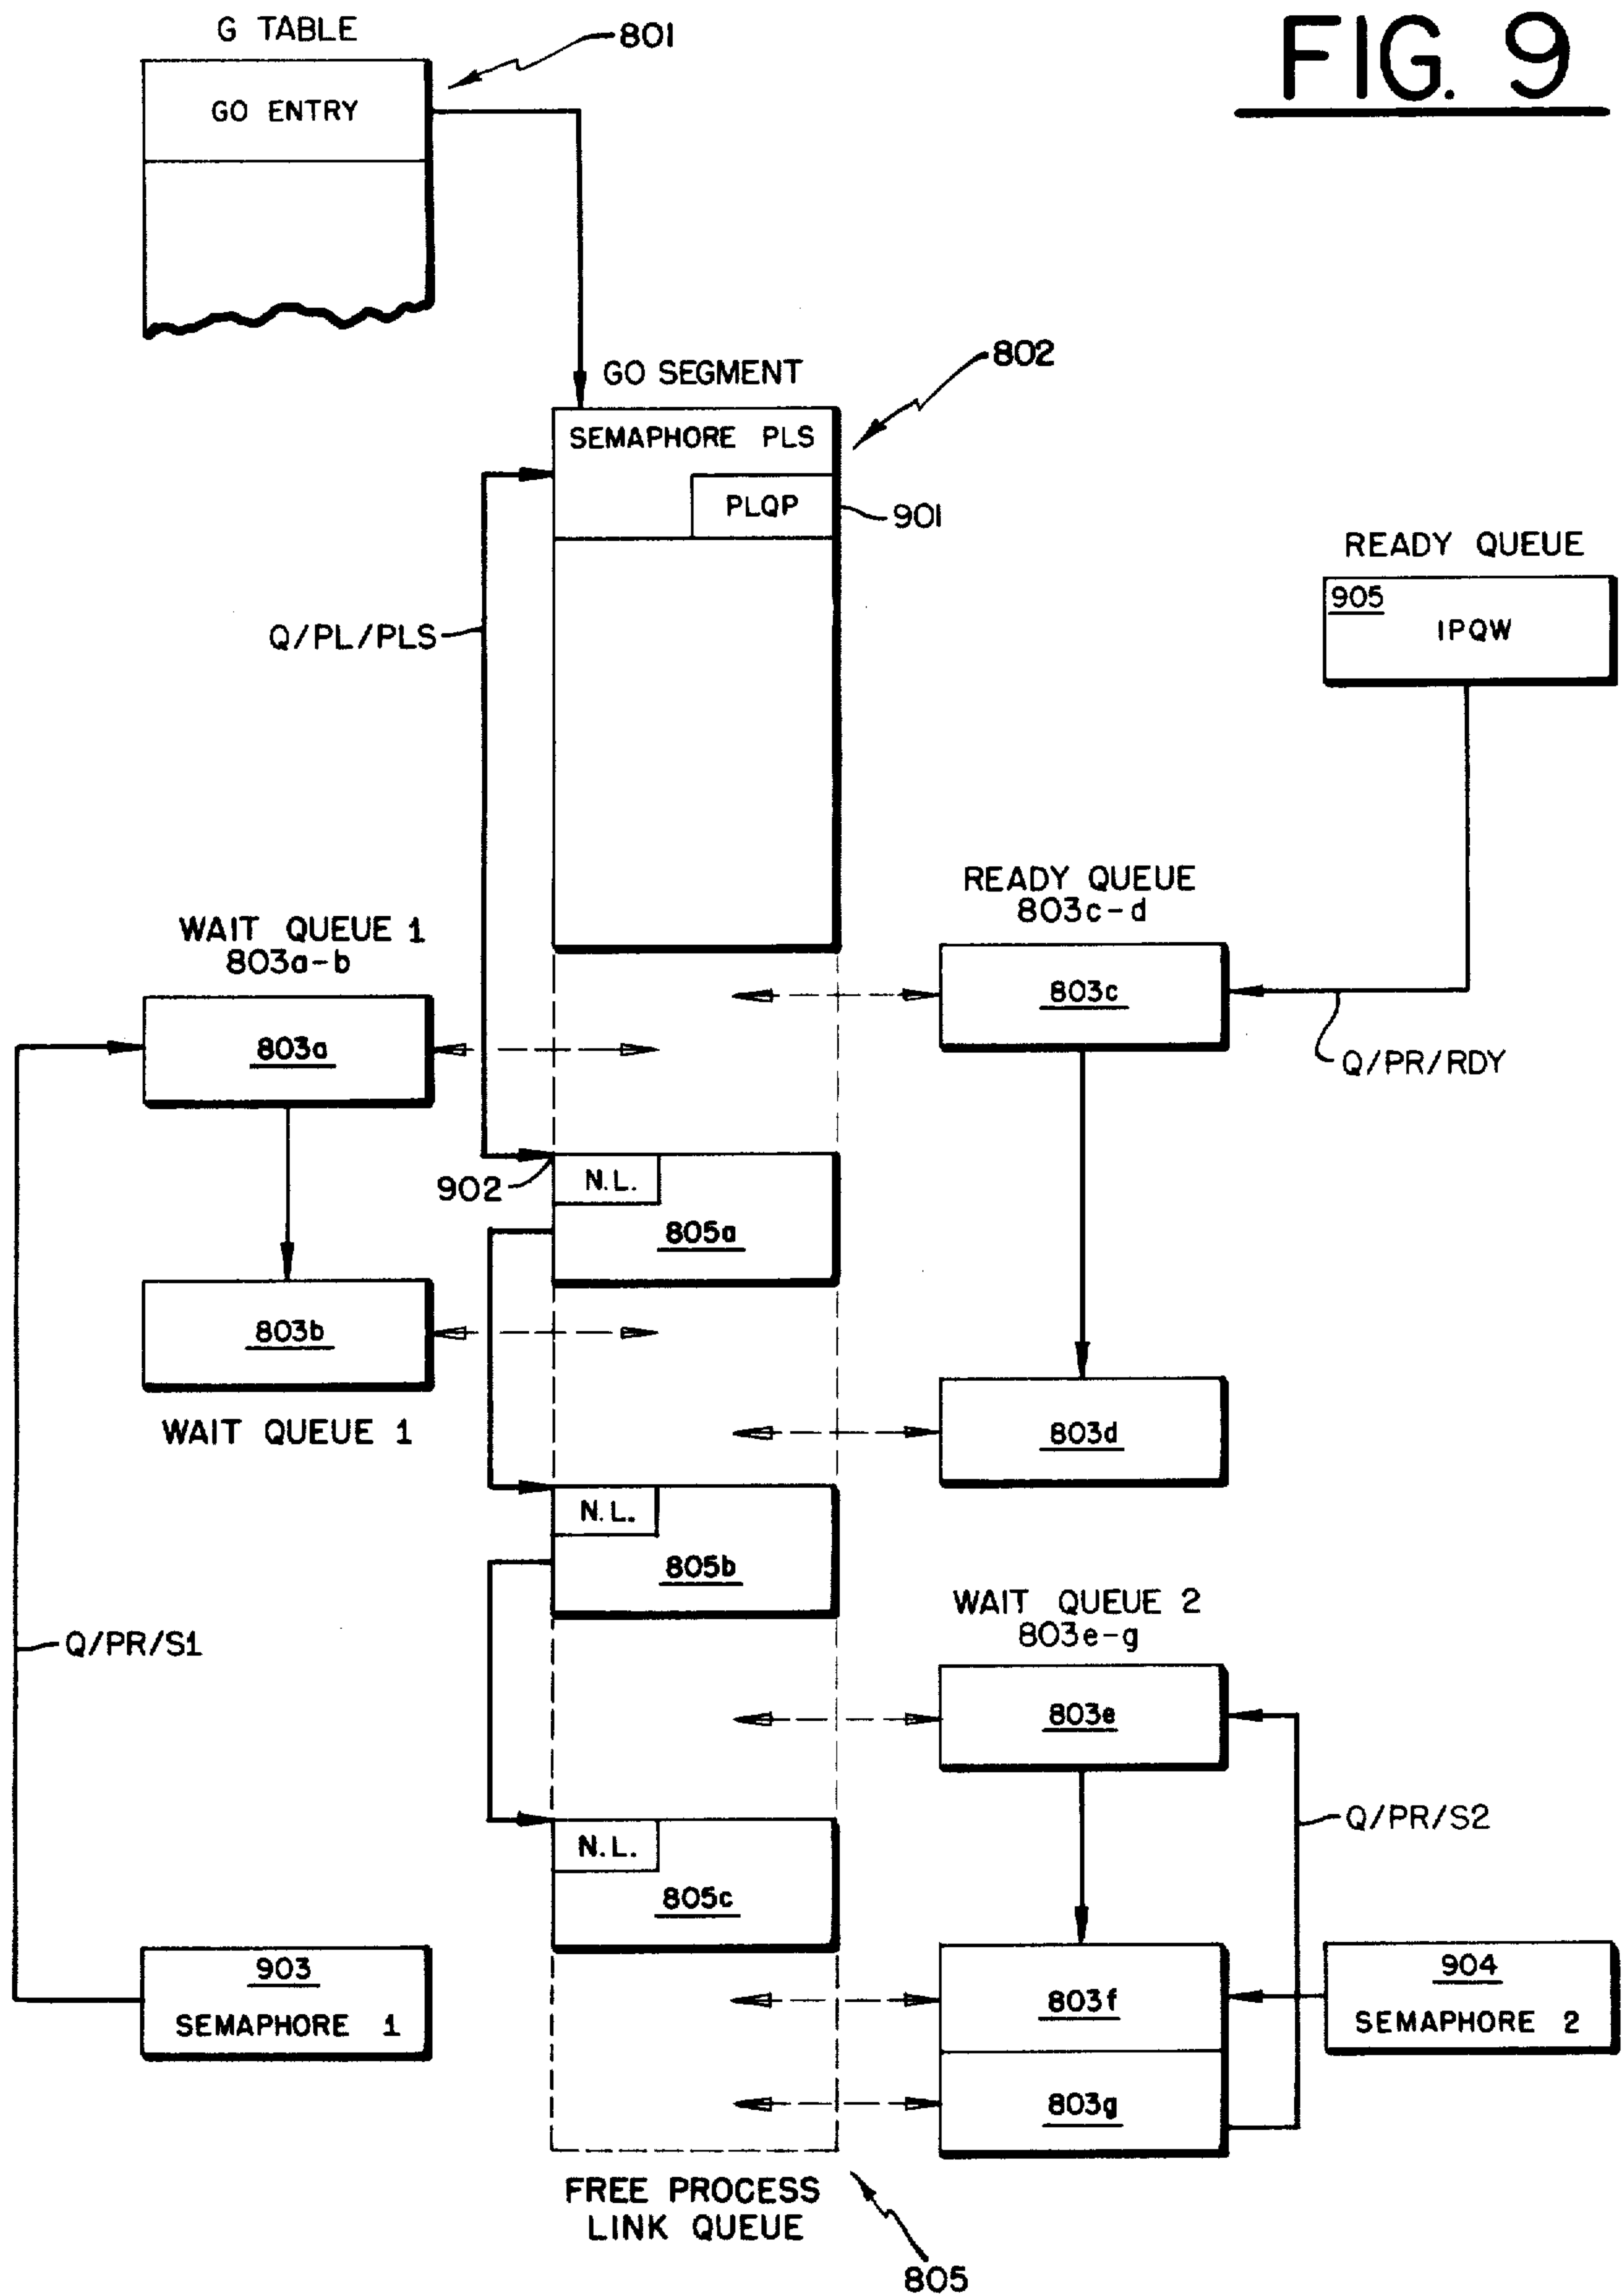 G TABLE
801
FIG. 9
GO ENTRY
GO SEGMENT
802
SEMAPHORE PLS
PLQP
901
READY QUEUE
905
IPQW
Q/PL/PLS
READY QUEUE
803c-d
WAIT QUEUE 1
803a-b
803c
803a
Q/PR/RDY
902
N.L.
805a
803b
WAIT QUEUE 1
803d
N.L.
805b
WAIT QUEUE 2
803e-g
Q/PR/S1
803e
Q/PR/S2
N.L.
805c
903
SEMAPHORE 1
803f
904
SEMAPHORE 2
803g
FREE PROCESS
LINK QUEUE
805